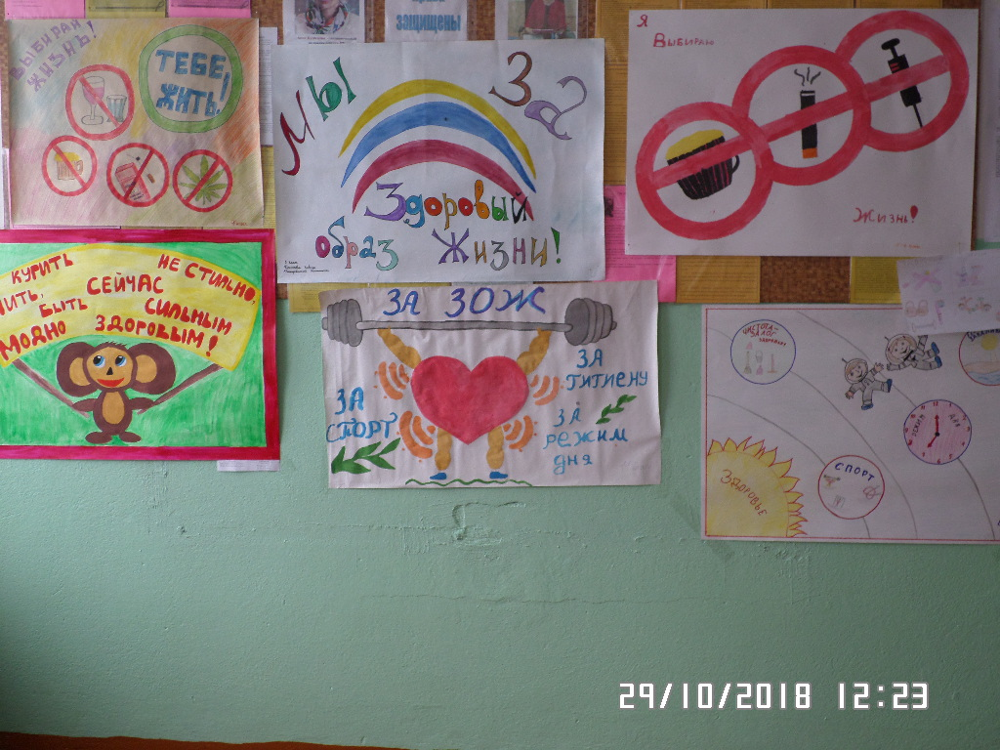 защищены
ВЫБИРАЙ
ЖИЗНЬ!
ТЕБЕ
ЖИТЬ!
МЫ
За
Здоровый
образ
Жизни!
Я
Выбираю
Жизнь!
КУРИТЬ
НЕ СТИЛЬНО,
СЕЙЧАС
БЫТЬ
СИЛЬНЫМ
МОДНО
ЗДОРОВЫМ!
ЗА ЗОЖ
ЗА
СПОРТ
ЗА
ГИГИЕНУ
ЗА
РЕЖИМ
дня
ЧИСТОТА-
ЗАЛОГ
ЗДОРОВЬЯ
РЕЖИМ
ДНЯ
СПОРТ
ЗДОРОВЬЕ
29/10/2018 12:23